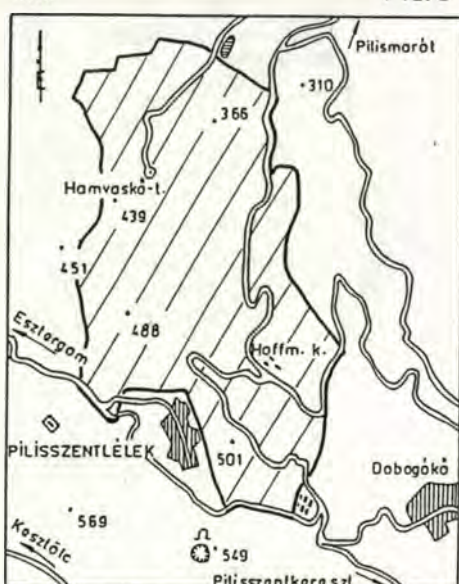 Pilismarót
310
366
Hamvaskő-t.
439
451
Esztergom
488
Hoffm. k.
PILISSZENTLÉLEK
501
Dobogókő
569
549
Kesztölc